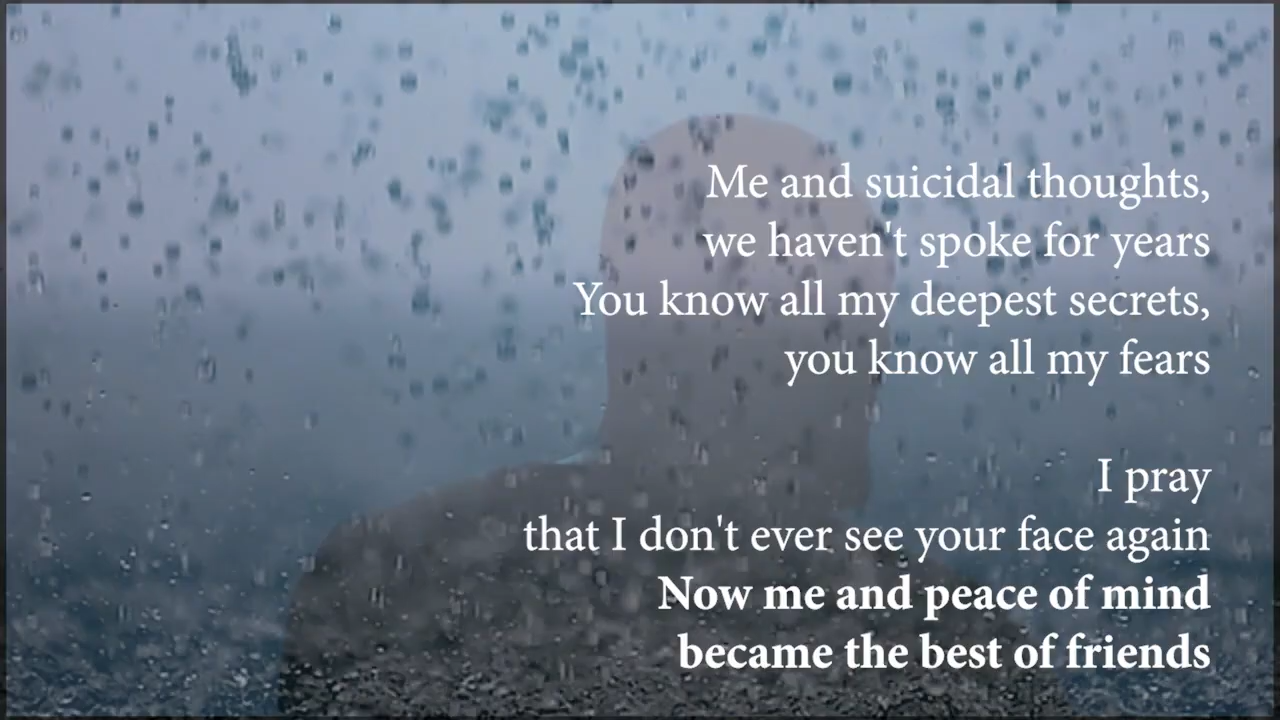 Me and suicidal thoughts,
we haven't spoke for years
You know all my deepest secrets,
you know all my fears
I pray
that I don't ever see your face again
Now me and peace of mind
became the best of friends